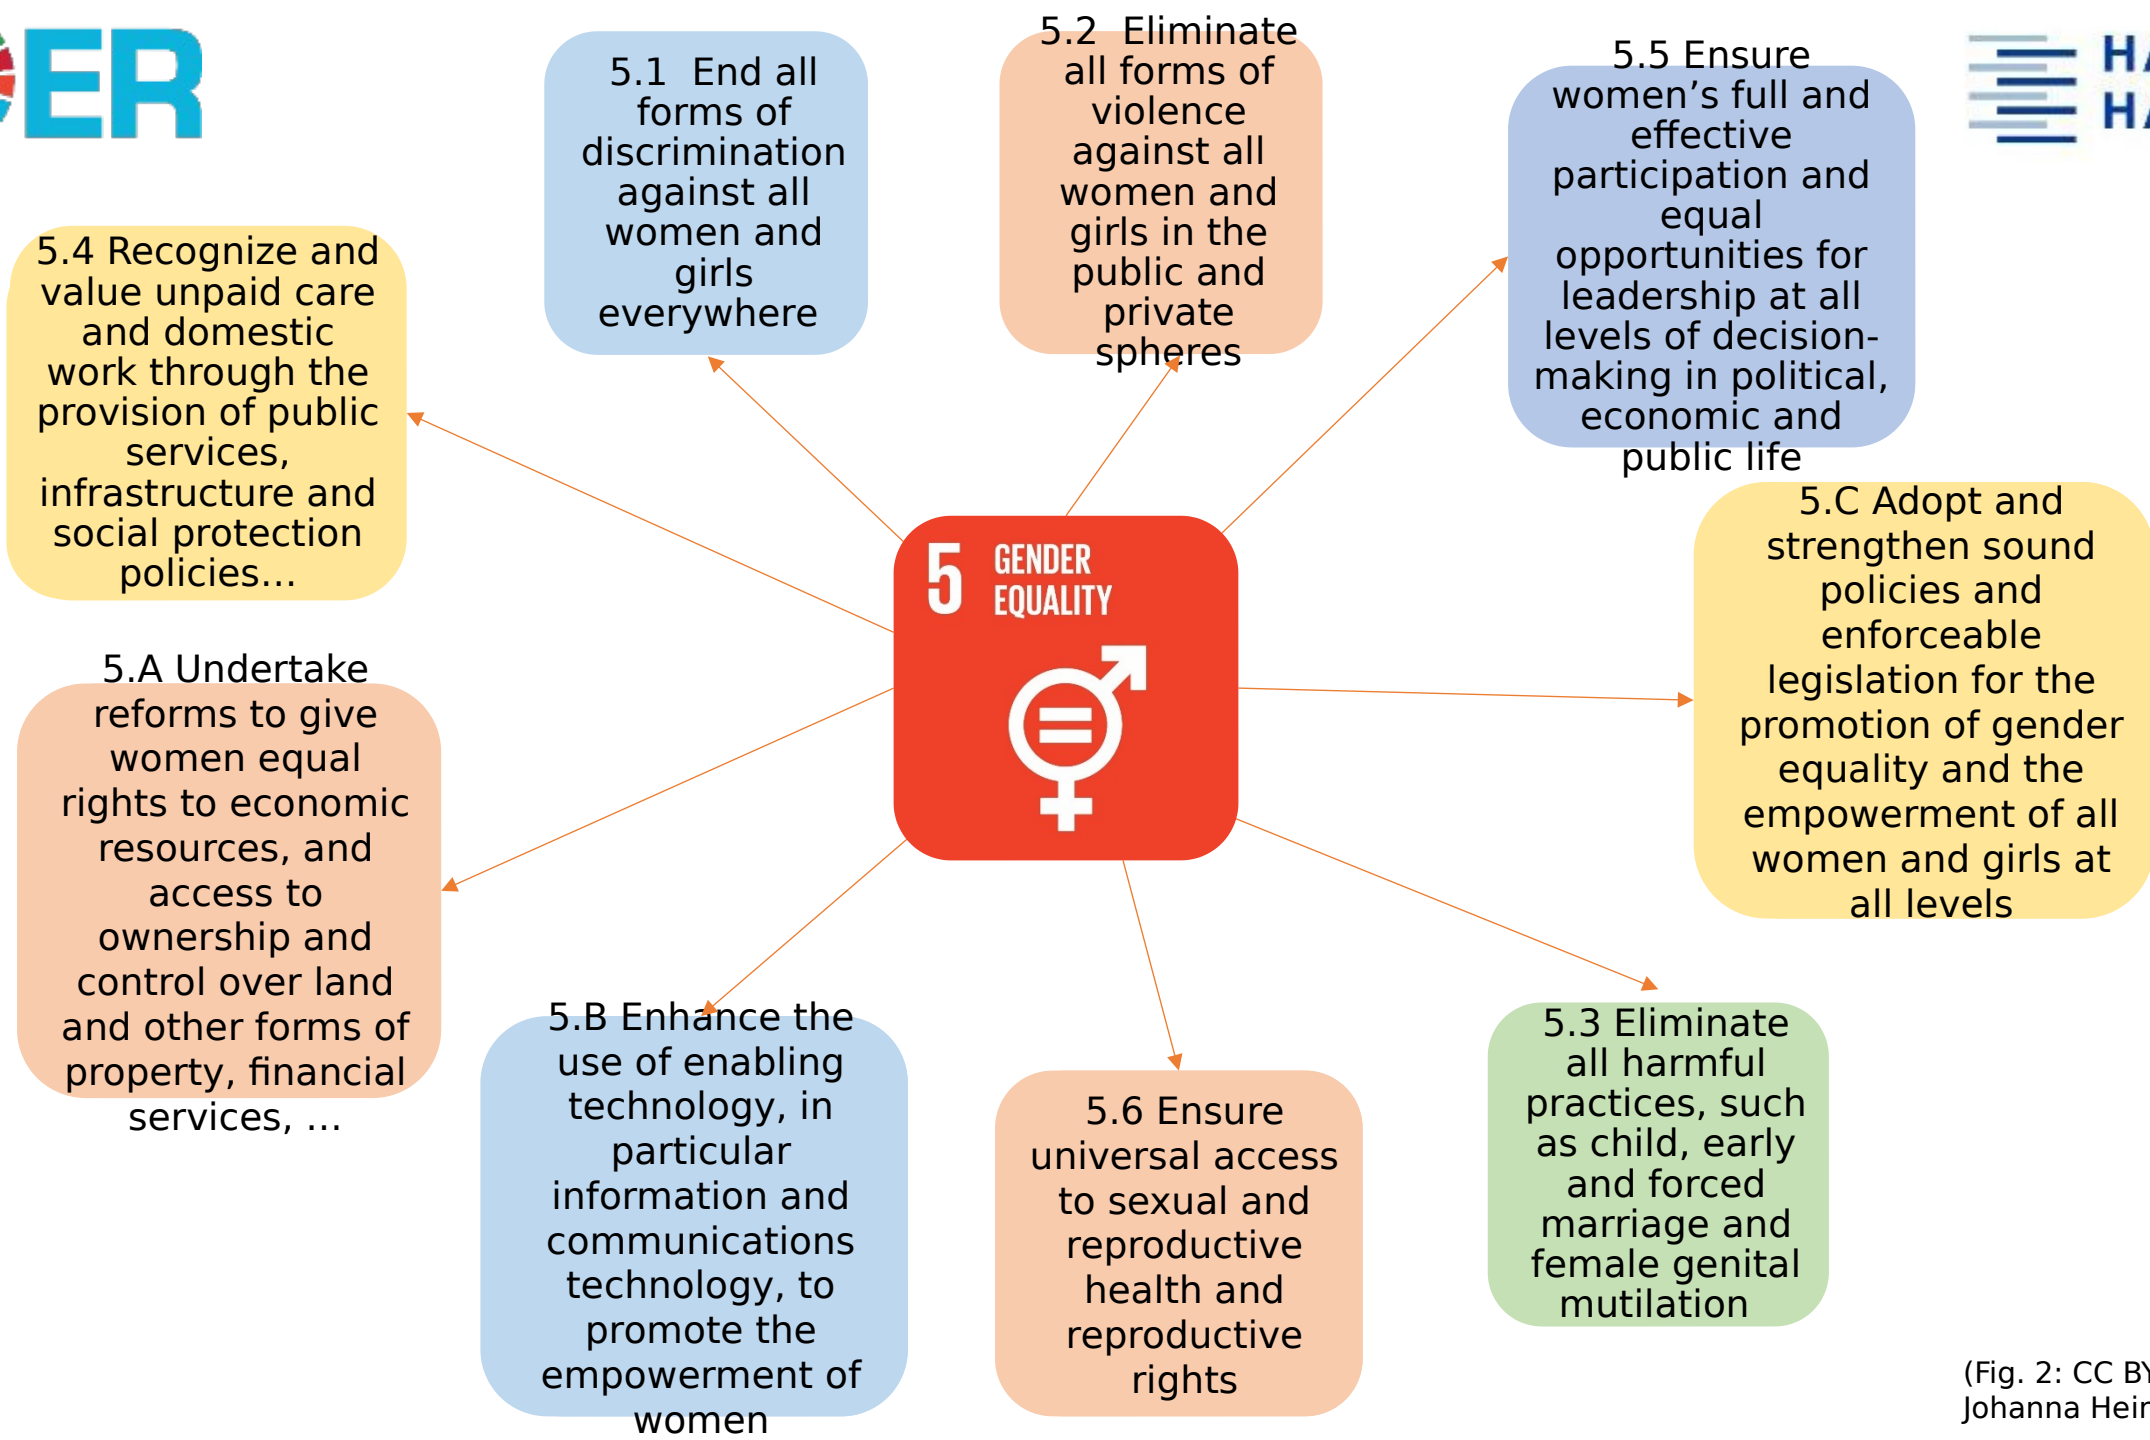 ER
5.1  End all
forms of
discrimination
against all
women and
girls
everywhere
5.2  Eliminate
all forms of
violence
against all
women and
girls in the
public and
private
spheres
5.5 Ensure
women’s full and
effective
participation and
equal
opportunities for
leadership at all
levels of decision-
making in political,
economic and
public life
5.4 Recognize and
value unpaid care
and domestic
work through the
provision of public
services,
infrastructure and
social protection
policies…
5 GENDER
EQUALITY
5.C Adopt and
strengthen sound
policies and
enforceable
legislation for the
promotion of gender
equality and the
empowerment of all
women and girls at
all levels
5.A Undertake
reforms to give
women equal
rights to economic
resources, and
access to
ownership and
control over land
and other forms of
property, financial
services, …
5.B Enhance the
use of enabling
technology, in
particular
information and
communications
technology, to
promote the
empowerment of
women
5.6 Ensure
universal access
to sexual and
reproductive
health and
reproductive
rights
5.3 Eliminate
all harmful
practices, such
as child, early
and forced
marriage and
female genital
mutilation
(Fig. 2: CC BY
Johanna